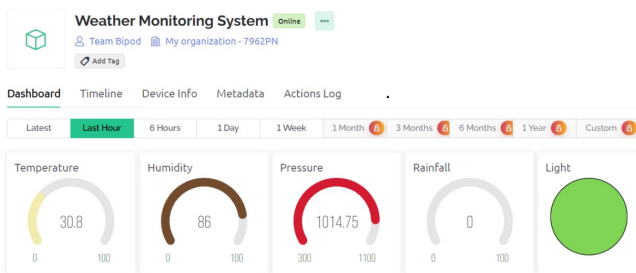 Weather Monitoring System Online
Team Bipod My organization - 7962PN
Add Tag
Dashboard Timeline Device Info Metadata Actions Log
Latest Last Hour 6 Hours 1 Day 1 Week 1 Month 3 Months 6 Months 1 Year Custom
Temperature Humidity Pressure Rainfall Light
30.8 86 1014.75 0
0 100 0 100 300 1100 0 100